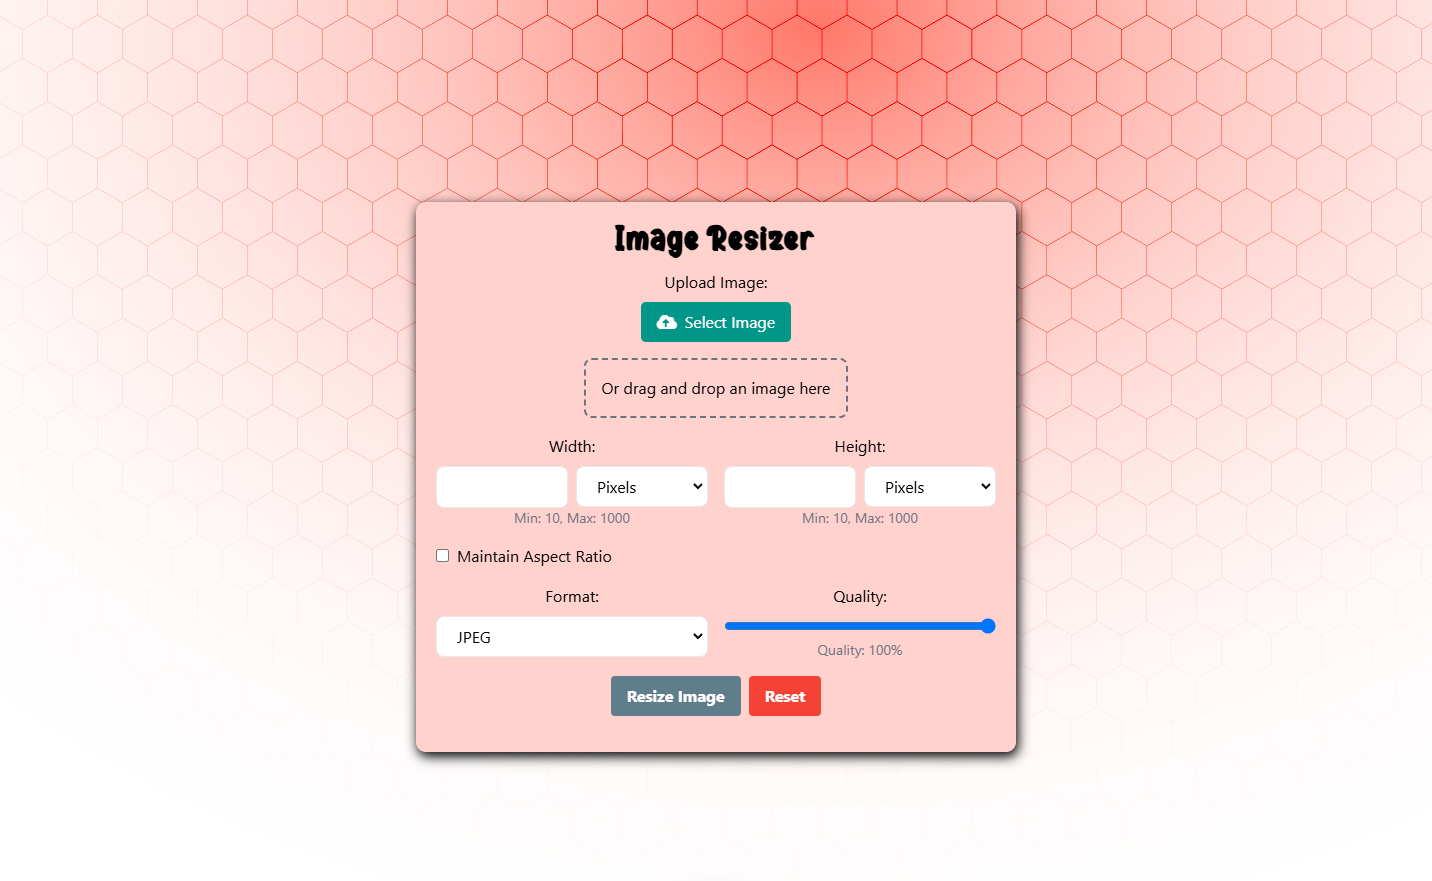 Image Resizer
Upload Image:
Select Image
Or drag and drop an image here
Width: Height:
Pixels Pixels
Min: 10, Max: 1000 Min: 10, Max: 1000
Maintain Aspect Ratio
Format: Quality:
JPEG
Quality: 100%
Resize Image Reset